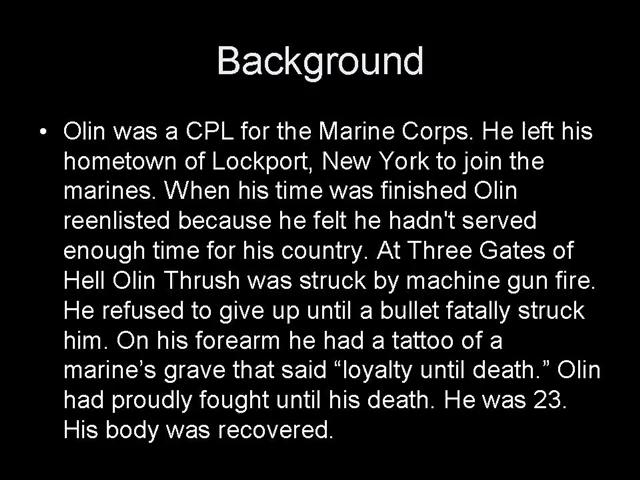 Background
• Olin was a CPL for the Marine Corps. He left his
hometown of Lockport, New York to join the
marines. When his time was finished Olin
reenlisted because he felt he hadn't served
enough time for his country. At Three Gates of
Hell Olin Thrush was struck by machine gun fire.
He refused to give up until a bullet fatally struck
him. On his forearm he had a tattoo of a
marine’s grave that said “loyalty until death.” Olin
had proudly fought until his death. He was 23.
His body was recovered.